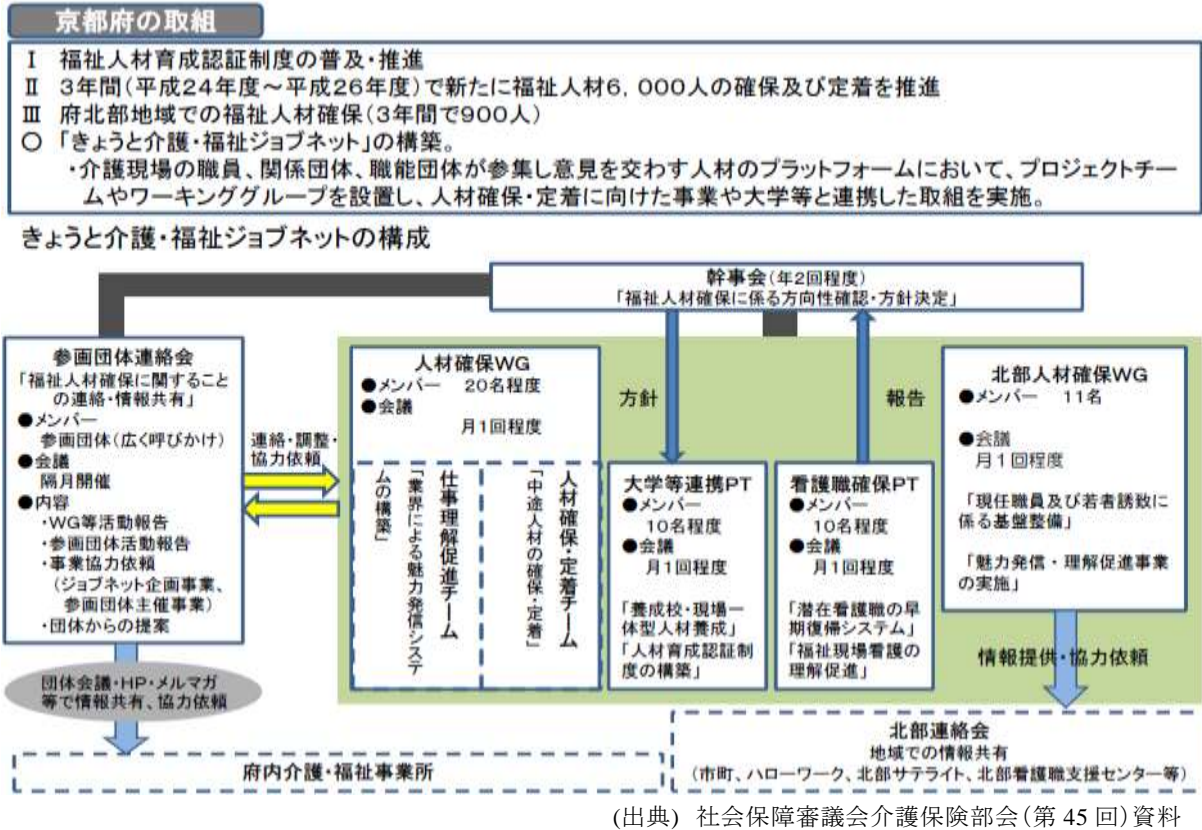 京都府の取組
Ⅰ 福祉人材育成認証制度の普及・推進
Ⅱ 3年間(平成24年度～平成26年度)で新たに福祉人材6,000人の確保及び定着を推進
Ⅲ 府北部地域での福祉人材確保(3年間で900人)
○ 「きょうと介護・福祉ジョブネット」の構築。
・介護現場の職員、関係団体、職能団体が参集し意見を交わす人材のプラットフォームにおいて、プロジェクトチー
ムやワーキンググループを設置し、人材確保・定着に向けた事業や大学等と連携した取組を実施。
きょうと介護・福祉ジョブネットの構成
幹事会(年2回程度)
「福祉人材確保に係る方向性確認・方針決定」
参画団体連絡会
「福祉人材確保に関すること
の連絡・情報共有」
●メンバー
参画団体(広く呼びかけ)
●会議
隔月開催
●内容
・WG等活動報告
・参画団体活動報告
・事業協力依頼
(ジョブネット企画事業、
参画団体主催事業)
・団体からの提案
連絡・調整・
協力依頼
人材確保WG
●メンバー 20名程度
●会議
月1回程度
人材確保・定着チーム
「中途人材の確保・定着」
仕事理解促進チーム
「業界による魅力発信システ
ムの構築」
方針
報告
大学等連携PT
●メンバー
10名程度
●会議
月1回程度
「養成校・現場一
体型人材養成」
「人材育成認証制
度の構築」
看護職確保PT
●メンバー
10名程度
●会議
月1回程度
「潜在看護職の早
期復帰システム」
「福祉現場看護の
理解促進」
北部人材確保WG
●メンバー 11名
●会議
月1回程度
「現任職員及び若者誘致に
係る基盤整備」
「魅力発信・理解促進事業
の実施」
情報提供・協力依頼
団体会議・HP・メルマガ
等で情報共有、協力依頼
府内介護・福祉事業所
北部連絡会
地域での情報共有
(市町、ハローワーク、北部サテライト、北部看護職支援センター等)
(出典) 社会保障審議会介護保険部会(第45回)資料